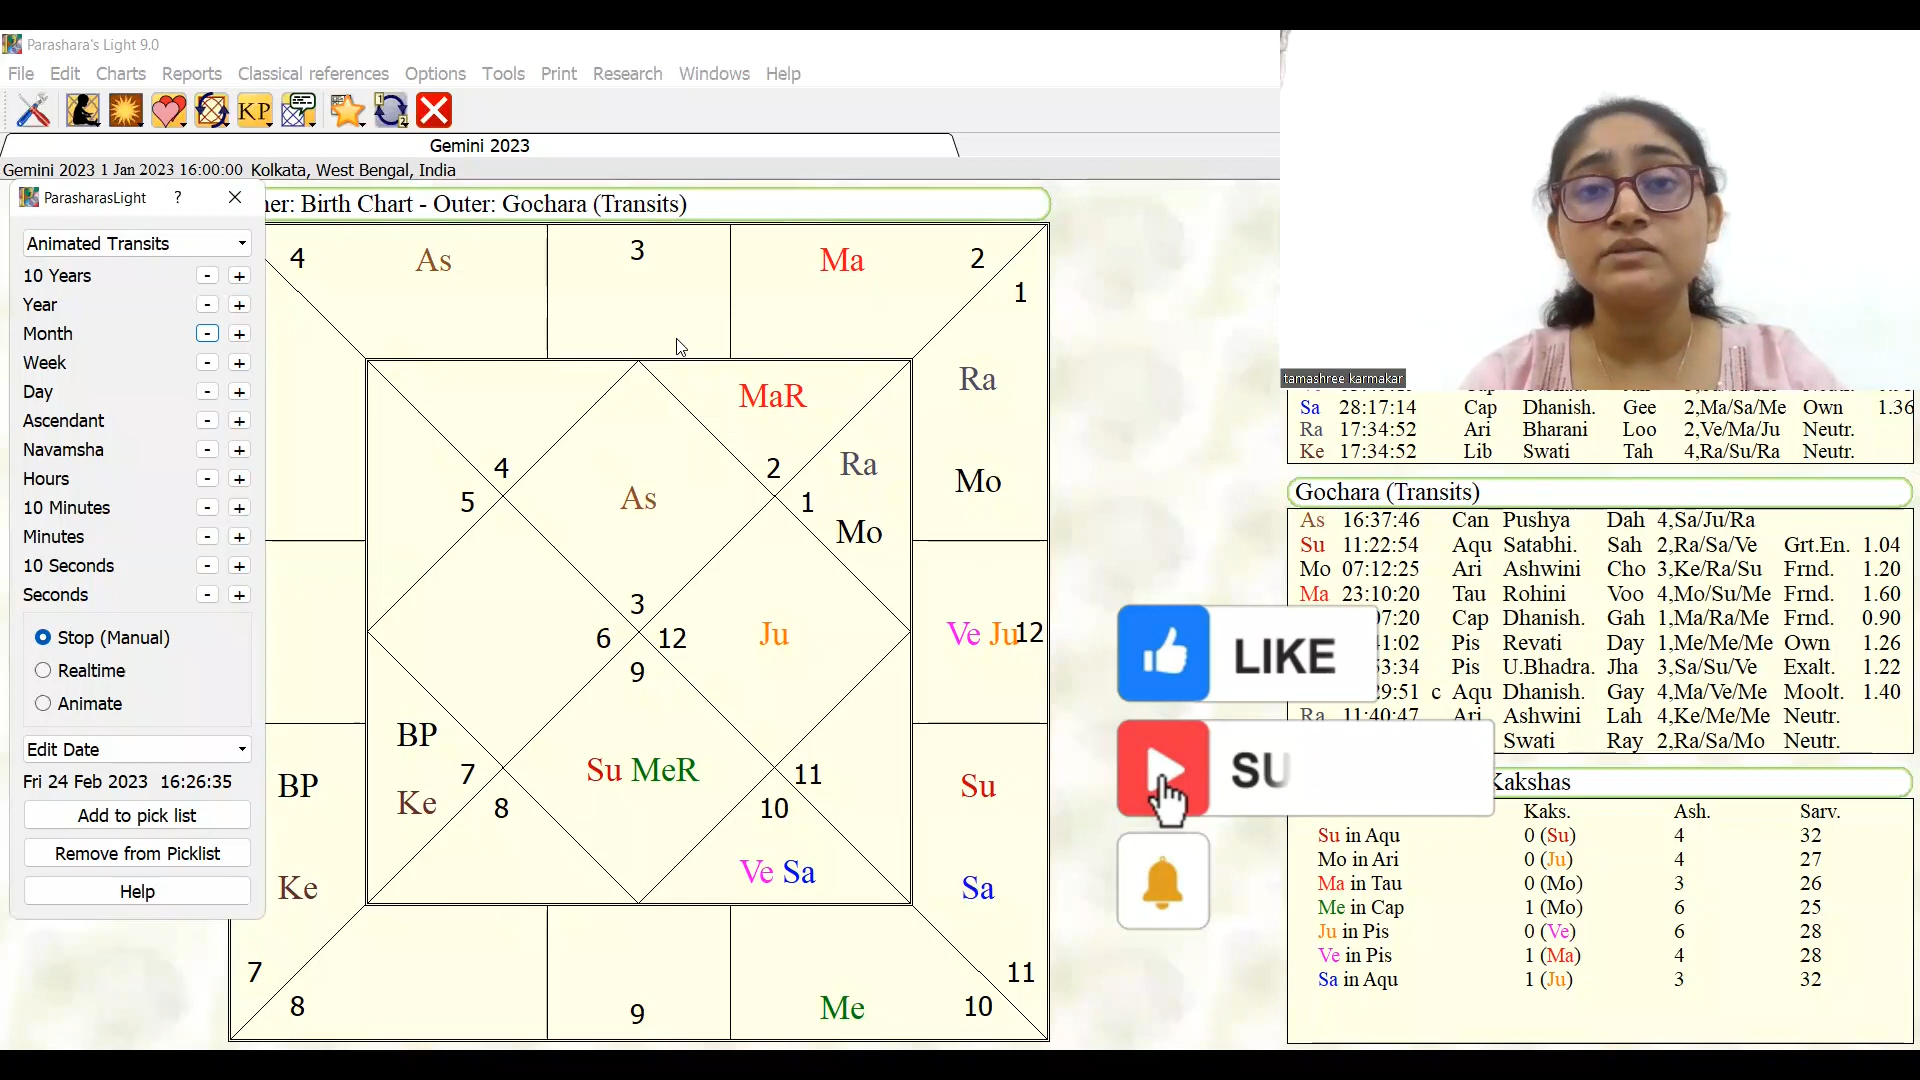 Parashara's Light 9.0
File Edit Charts Reports Classical references Options Tools Print Research Windows Help
KP
Gemini 2023
Gemini 2023 1 Jan 2023 16:00:00 Kolkata, West Bengal, India
ParasharasLight ? ×
Animated Transits
10 Years - +
Year - +
Month - +
Week - +
Day - +
Ascendant - +
Navamsha - +
Hours - +
10 Minutes - +
Minutes - +
10 Seconds - +
Seconds - +
Stop (Manual)
Realtime
Animate
Edit Date
Fri 24 Feb 2023 16:26:35
Add to pick list
Remove from Picklist
Help
Birth Chart - Outer: Gochara (Transits)
4 As 3 Ma 2
1
Ra
MaR
4 2 Ra
5 As 1 Mo
Mo
3
6 12 Ju Ve Ju 12
9
BP
7 Su MeR 11
BP Su
Ke 8 10
Ve Sa
Ke Sa
7 11
8 9 Me 10
tamashree karmakar
Sa 28:17:14 Cap Dhanish. Gee 2,Ma/Sa/Me Own 1.36
Ra 17:34:52 Ari Bharani Loo 2,Ve/Ma/Ju Neutr.
Ke 17:34:52 Lib Swati Tah 4,Ra/Su/Ra Neutr.
Gochara (Transits)
As 16:37:46 Can Pushya Dah 4,Sa/Ju/Ra
Su 11:22:54 Aqu Satabhi. Sah 2,Ra/Sa/Ve Grt.En. 1.04
Mo 07:12:25 Ari Ashwini Cho 3,Ke/Ra/Su Frnd. 1.20
Ma 23:10:20 Tau Rohini Voo 4,Mo/Su/Me Frnd. 1.60
07:20 Cap Dhanish. Gah 1,Ma/Ra/Me Frnd. 0.90
41:02 Pis Revati Day 1,Me/Me/Me Own 1.26
53:34 Pis U.Bhadra. Jha 3,Sa/Su/Ve Exalt. 1.22
29:51 c Aqu Dhanish. Gay 4,Ma/Ve/Me Moolt. 1.40
Ra 11:40:47 Ari Ashwini Lah 4,Ke/Me/Me Neutr.
Swati Ray 2,Ra/Sa/Mo Neutr.
LIKE
SU
Kakshas
Kaks. Ash. Sarv.
Su in Aqu 0 (Su) 4 32
Mo in Ari 0 (Ju) 4 27
Ma in Tau 0 (Mo) 3 26
Me in Cap 1 (Mo) 6 25
Ju in Pis 0 (Ve) 6 28
Ve in Pis 1 (Ma) 4 28
Sa in Aqu 1 (Ju) 3 32